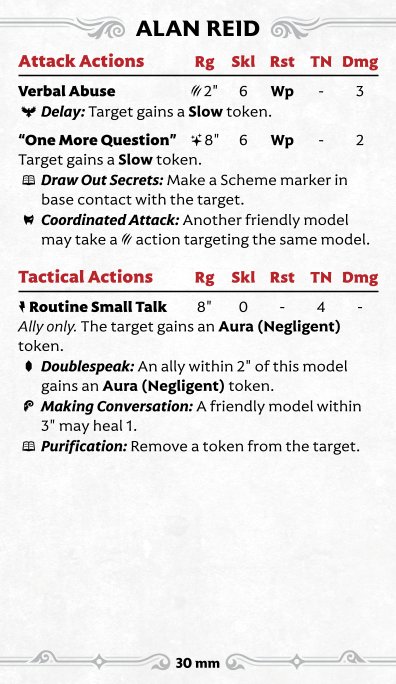 ALAN REID
Attack Actions Rg Skl Rst TN Dmg
Verbal Abuse 2" 6 Wp - 3
Delay: Target gains a Slow token.
“One More Question” 8" 6 Wp - 2
Target gains a Slow token.
Draw Out Secrets: Make a Scheme marker in
base contact with the target.
Coordinated Attack: Another friendly model
may take a action targeting the same model.
Tactical Actions Rg Skl Rst TN Dmg
Routine Small Talk 8" 0 - 4 -
Ally only. The target gains an Aura (Negligent)
token.
Doublespeak: An ally within 2" of this model
gains an Aura (Negligent) token.
Making Conversation: A friendly model within
3" may heal 1.
Purification: Remove a token from the target.
30 mm